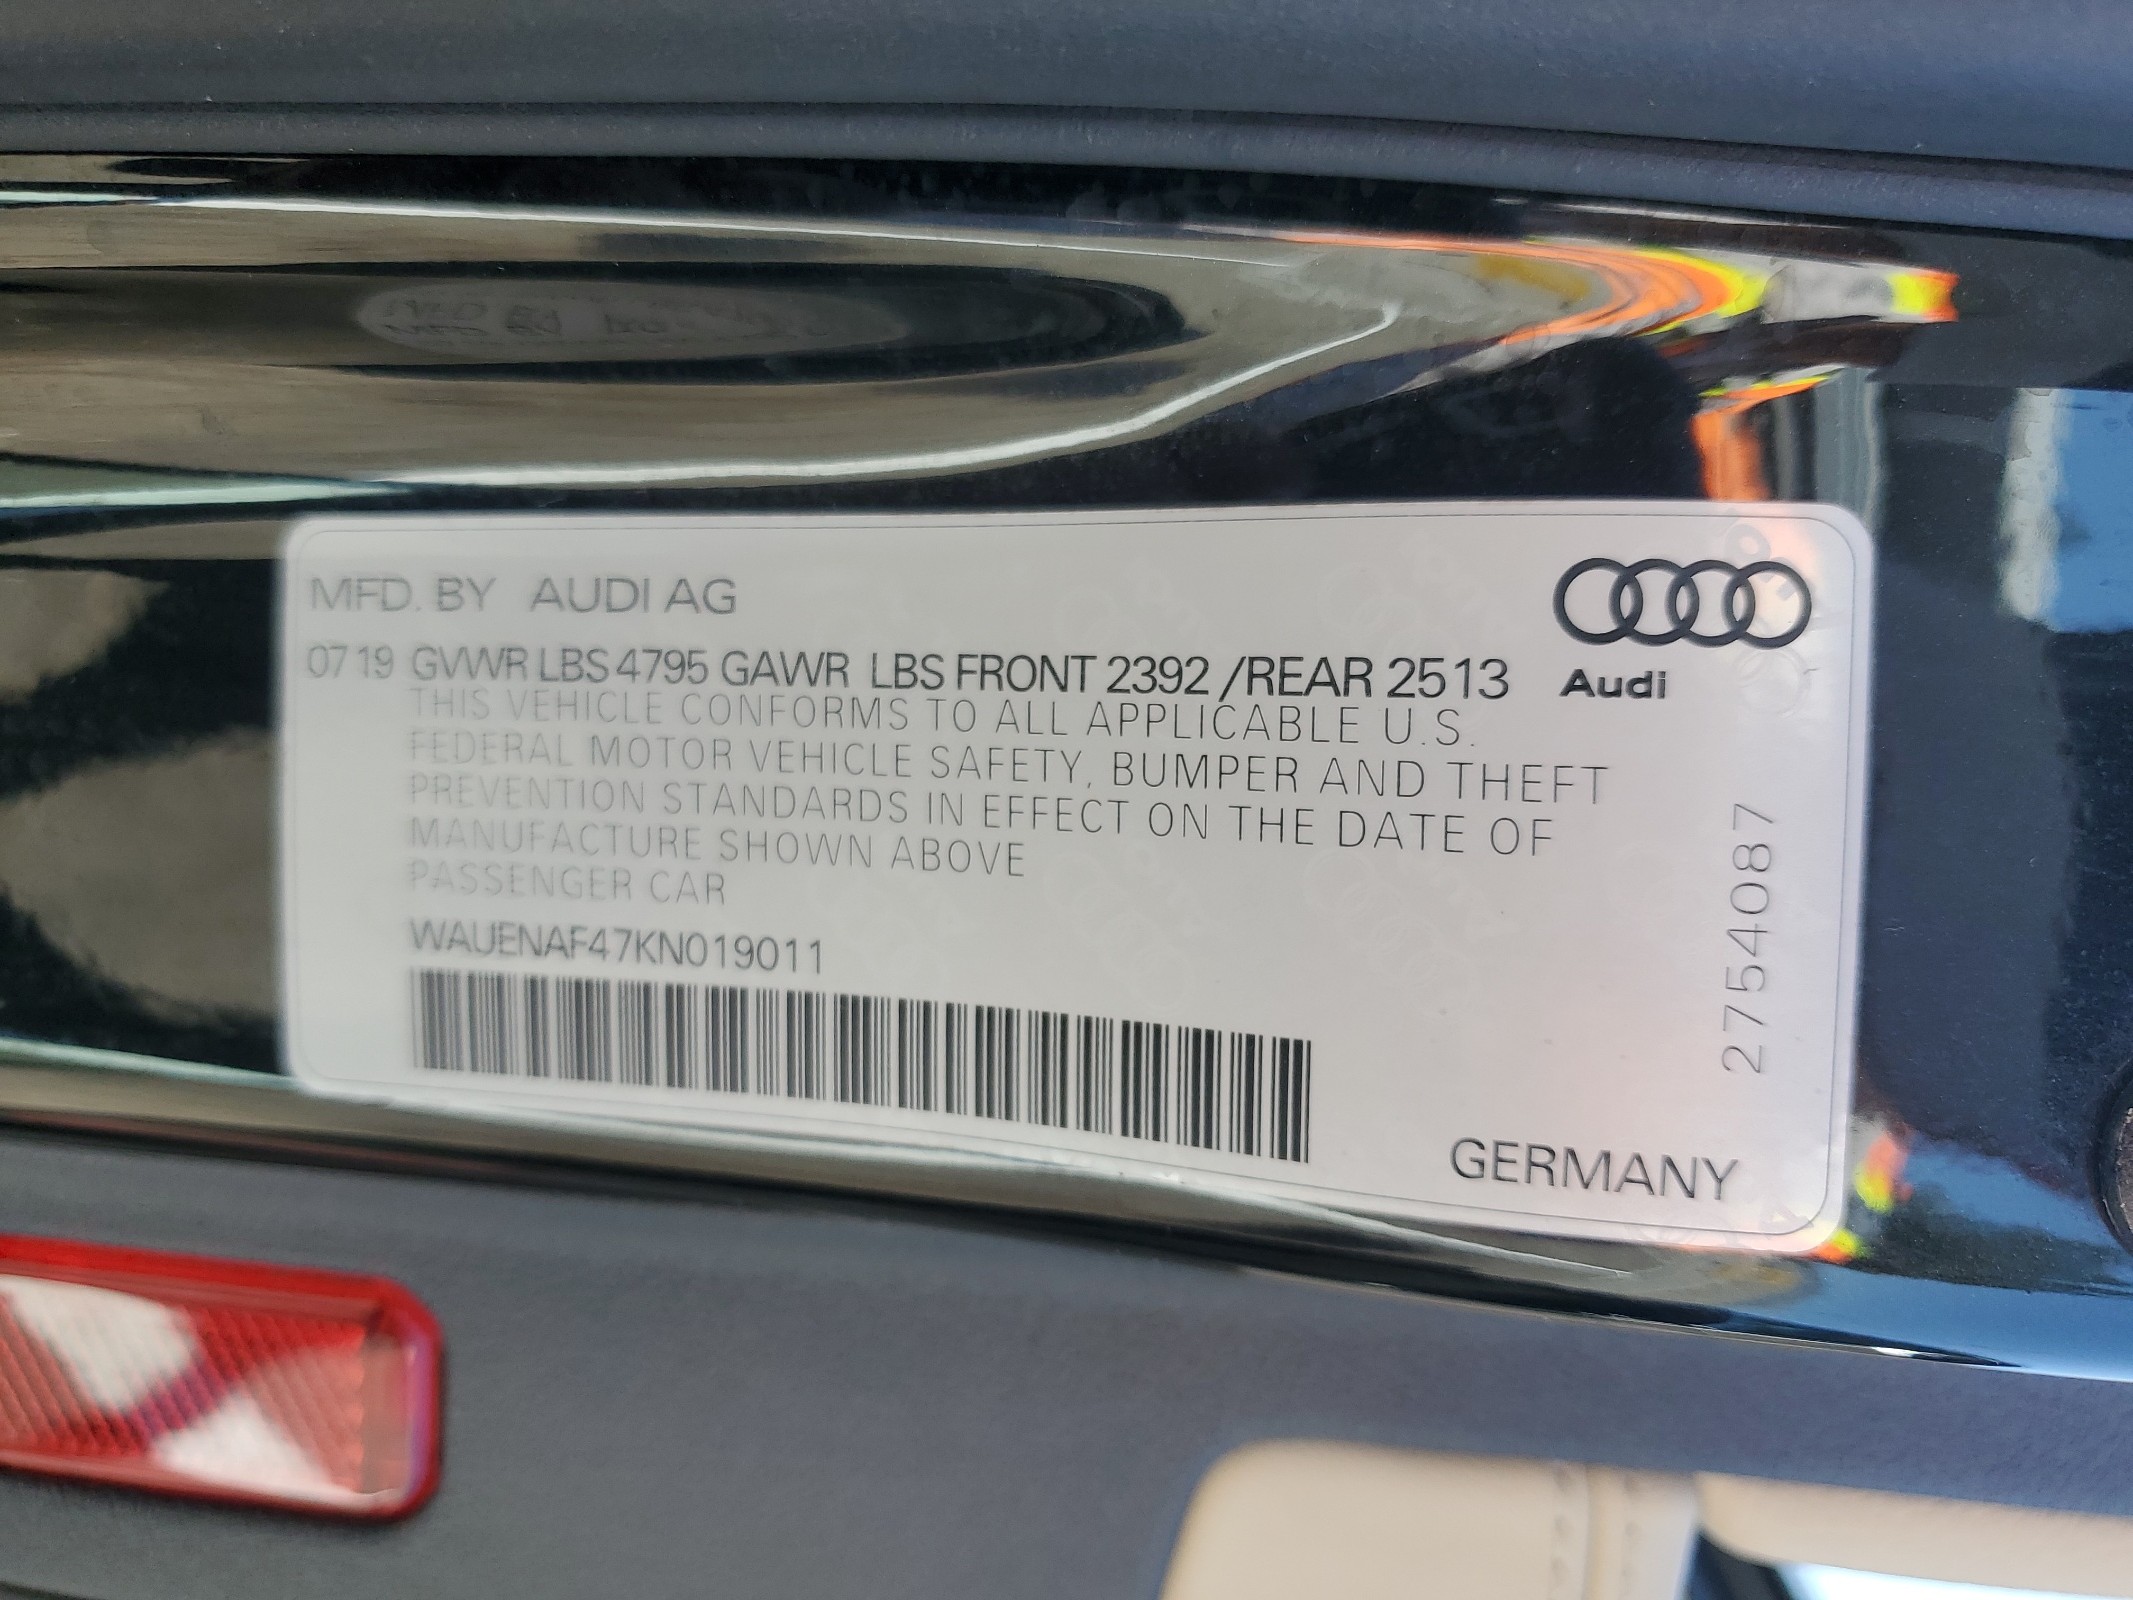 MFD. BY AUDI AG
07 19 GVWR LBS 4795 GAWR LBS FRONT 2392 /REAR 2513
Audi
THIS VEHICLE CONFORMS TO ALL APPLICABLE U.S.
FEDERAL MOTOR VEHICLE SAFETY, BUMPER AND THEFT
PREVENTION STANDARDS IN EFFECT ON THE DATE OF
MANUFACTURE SHOWN ABOVE
PASSENGER CAR
WAUENAF47KN019011
2754087
GERMANY